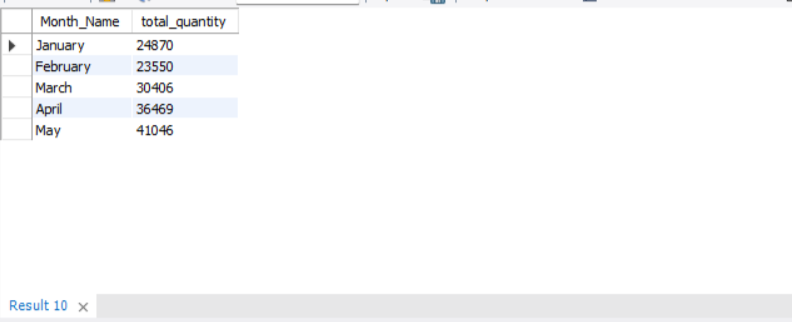 Month_Name total_quantity
January 24870
February 23550
March 30406
April 36469
May 41046
Result 10